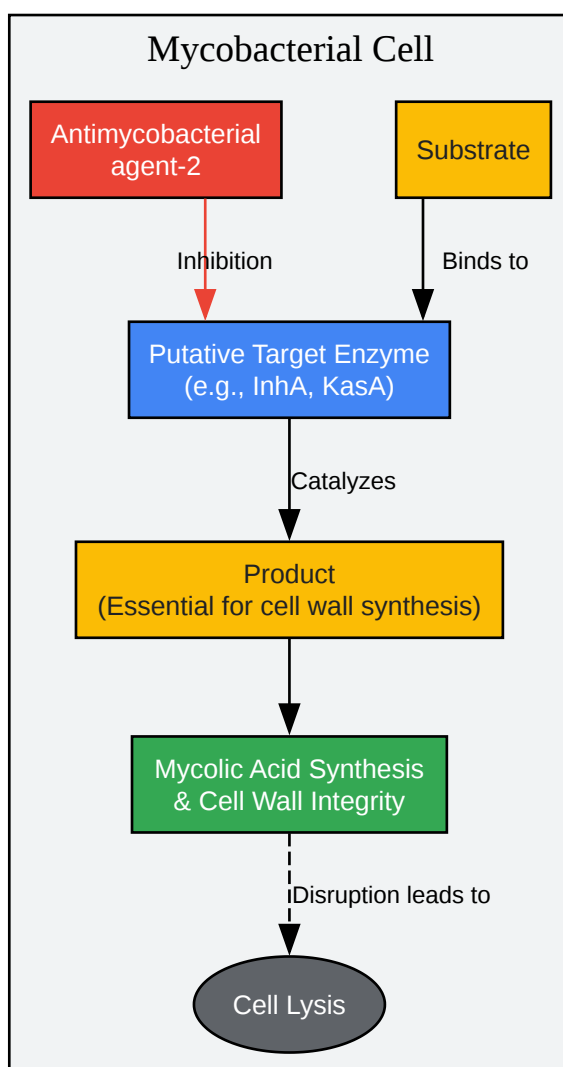 Mycobacterial Cell
Antimycobacterial
agent-2
Substrate
Inhibition
Binds to
Putative Target Enzyme
(e.g., InhA, KasA)
Catalyzes
Product
(Essential for cell wall synthesis)
Mycolic Acid Synthesis
& Cell Wall Integrity
Disruption leads to
Cell Lysis